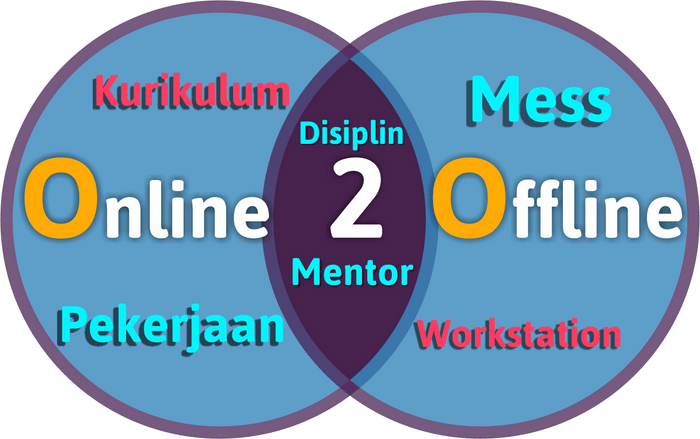 Kurikulum
Mess
Disiplin
Online 2 Offline
Mentor
Pekerjaan
Workstation